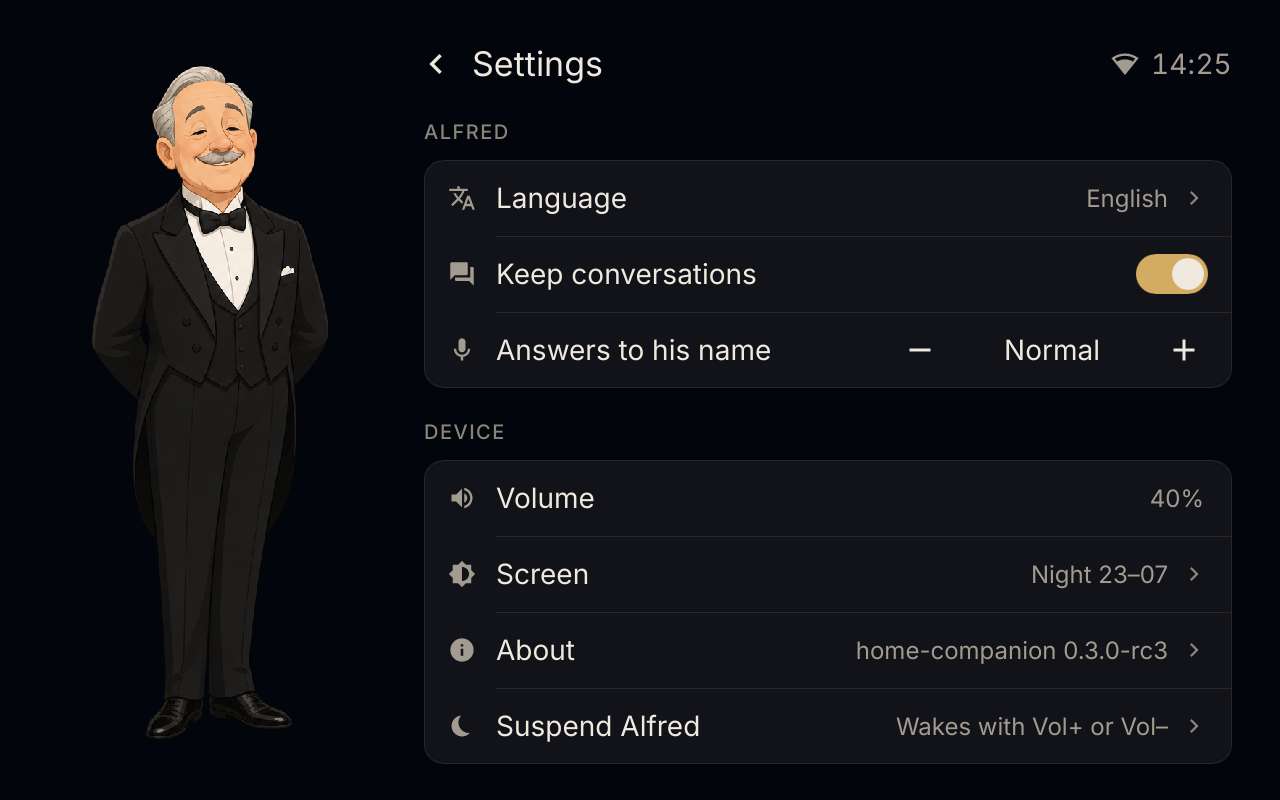 Settings
14:25
ALFRED
Language English
Keep conversations
Answers to his name − Normal +
DEVICE
Volume 40%
Screen Night 23–07
About home-companion 0.3.0-rc3
Suspend Alfred Wakes with Vol+ or Vol–